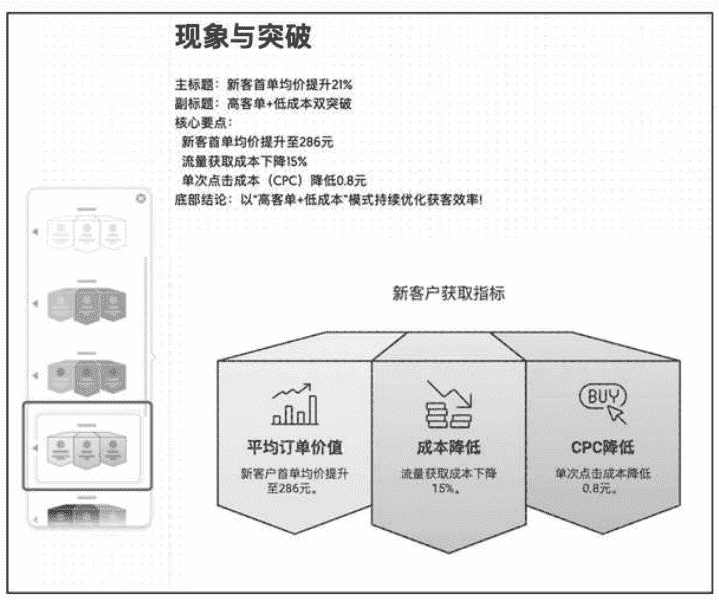 现象与突破
主标题：新客首单均价提升21%
副标题：高客单+低成本双突破
核心要点：
新客首单均价提升至286元
流量获取成本下降15%
单次点击成本（CPC）降低0.8元
底部结论：以“高客单+低成本”模式持续优化获客效率!
新客户获取指标
BUY
平均订单价值
成本降低
CPC降低
新客户首单均价提升
至286元。
流量获取成本下降
15%。
单次点击成本降低
0.8元。